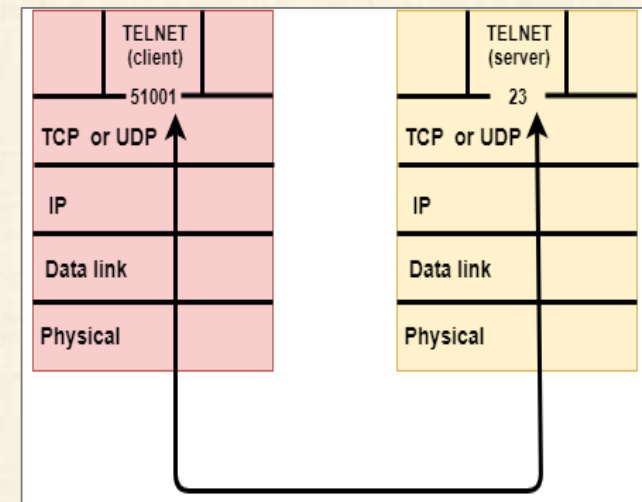 TELNET
(client)
51001
TCP or UDP
IP
Data link
Physical
TELNET
(server)
23
TCP or UDP
IP
Data link
Physical